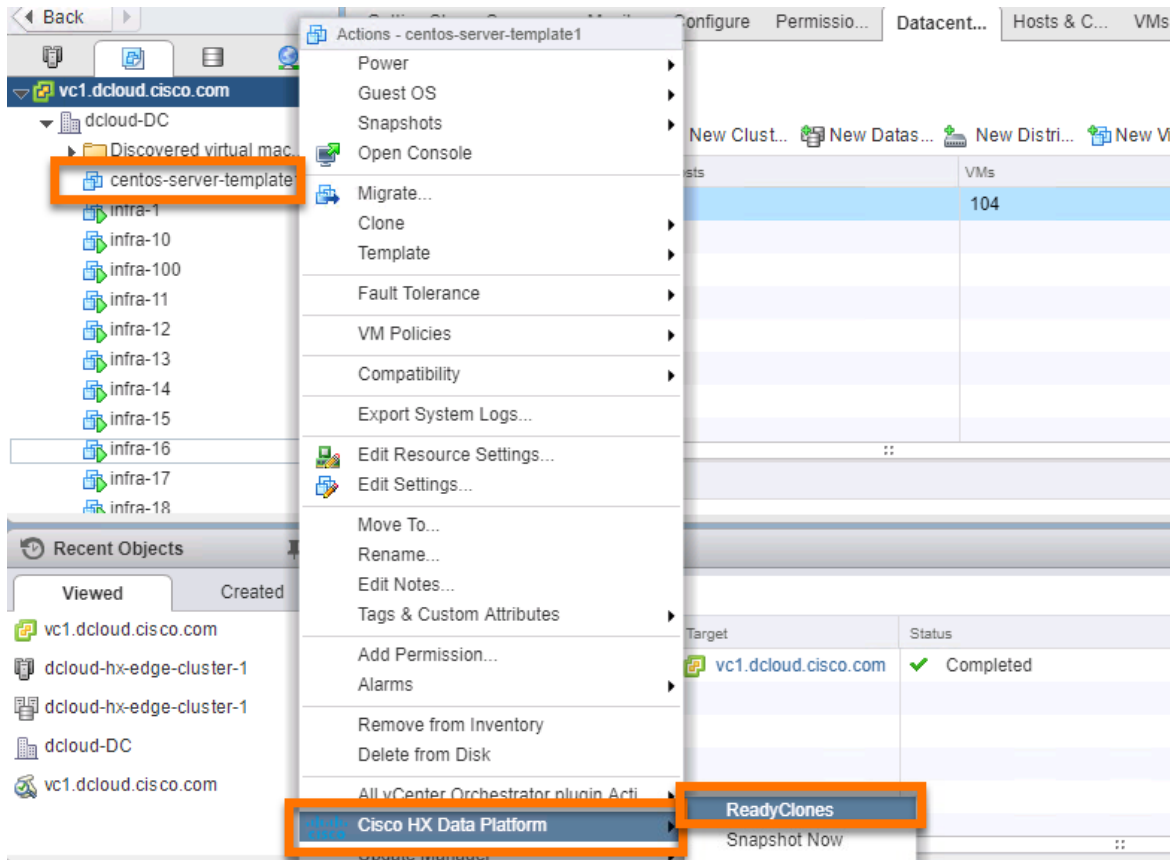 Back
Actions - centos-server-template1
Configure
Permissio...
Datacent...
Hosts & C...
VMs
Power
Guest OS
vc1.dcloud.cisco.com
dcloud-DC
Snapshots
New Clust...
New Datas...
New Distri...
Discovered virtual mac...
Open Console
VMs
centos-server-template1
Migrate...
104
infra-1
Clone
infra-10
Template
infra-100
Fault Tolerance
infra-11
infra-12
VM Policies
infra-13
Compatibility
infra-14
Export System Logs...
infra-15
infra-16
Edit Resource Settings...
infra-17
Edit Settings...
infra-18
Move To...
Recent Objects
Rename...
Viewed
Created
Edit Notes...
Tags & Custom Attributes
vc1.dcloud.cisco.com
Target
Status
Add Permission...
dcloud-hx-edge-cluster-1
vc1.dcloud.cisco.com
Completed
Alarms
dcloud-hx-edge-cluster-1
Remove from Inventory
dcloud-DC
Delete from Disk
vc1.dcloud.cisco.com
All vCenter Orchestrator plugin Acti...
ReadyClones
Cisco HX Data Platform
Snapshot Now
Update Manager